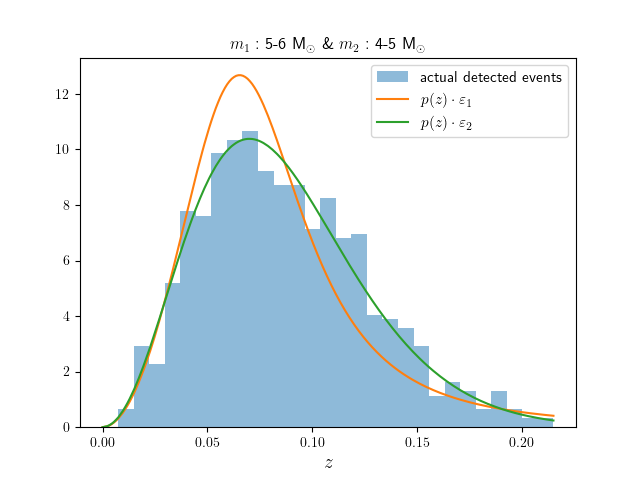 m₁ : 5-6 M⊙ & m₂ : 4-5 M⊙
actual detected events
p(z) · ε₁
p(z) · ε₂
12
10
8
6
4
2
0
0.00 0.05 0.10 0.15 0.20
z